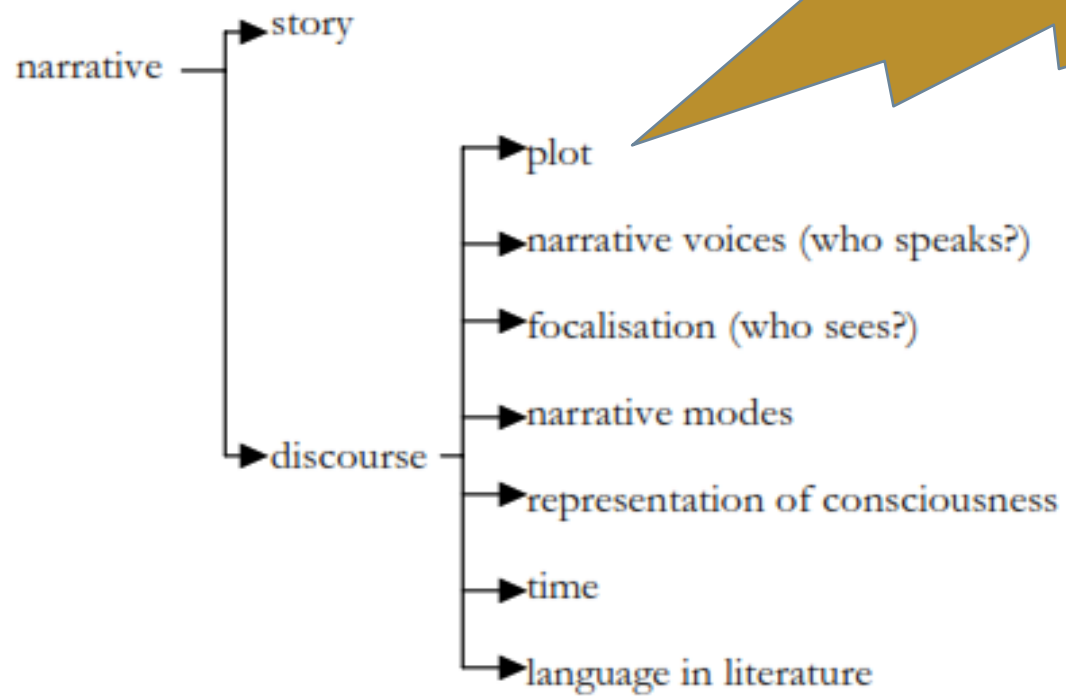 story
narrative
plot
narrative voices (who speaks?)
focalisation (who sees?)
narrative modes
discourse
representation of consciousness
time
language in literature